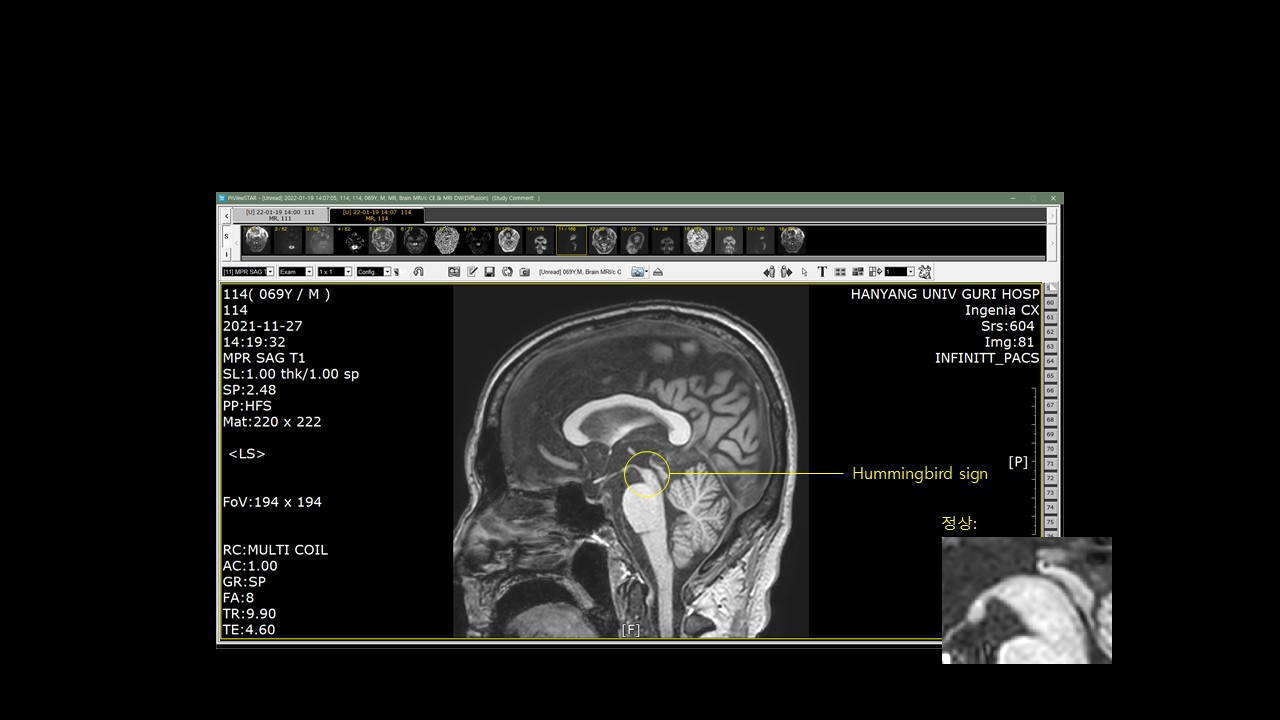 PiViewSTAR - [Unread] 2022-01-19 14:07:05, 114, 114, 069Y, M, MR, Brain MRI/c CE & MRI DW(Diffusion) (Study Comment: )
[U] 22-01-19 14:00 111
MR, 111
[U] 22-01-19 14:07 114
MR, 114
S
I
[11] MPR SAG T
Exam
1 x 1
Config.
[Unread] 069Y,M, Brain MRI/c C
T
1
114( 069Y / M )
114
2021-11-27
14:19:32
MPR SAG T1
SL:1.00 thk/1.00 sp
SP:2.48
PP:HFS
Mat:220 x 222
<LS>
FoV:194 x 194
RC:MULTI COIL
AC:1.00
GR:SP
FA:8
TR:9.90
TE:4.60
HANYANG UNIV GURI HOSP
Ingenia CX
Srs:604
Img:81
INFINITT_PACS
[P]
[F]
Hummingbird sign
정상:
60
61
62
63
64
65
66
67
68
69
70
71
72
73
74
75